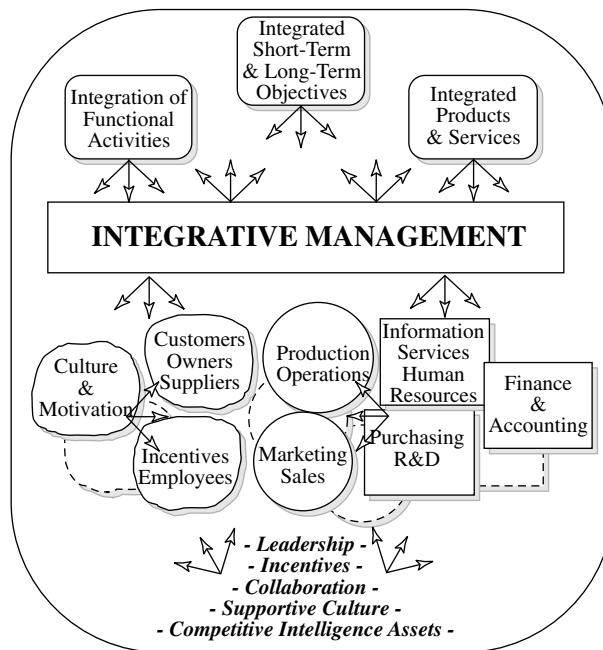 Integrated
Short-Term
& Long-Term
Objectives
Integration of
Functional
Activities
Integrated
Products
& Services
INTEGRATIVE MANAGEMENT
Customers
Owners
Suppliers
Production
Operations
Information
Services
Human
Resources
Culture
&
Motivation
Finance
&
Accounting
Incentives
Employees
Marketing
Sales
Purchasing
R&D
- Leadership -
- Incentives -
- Collaboration -
- Supportive Culture -
- Competitive Intelligence Assets -